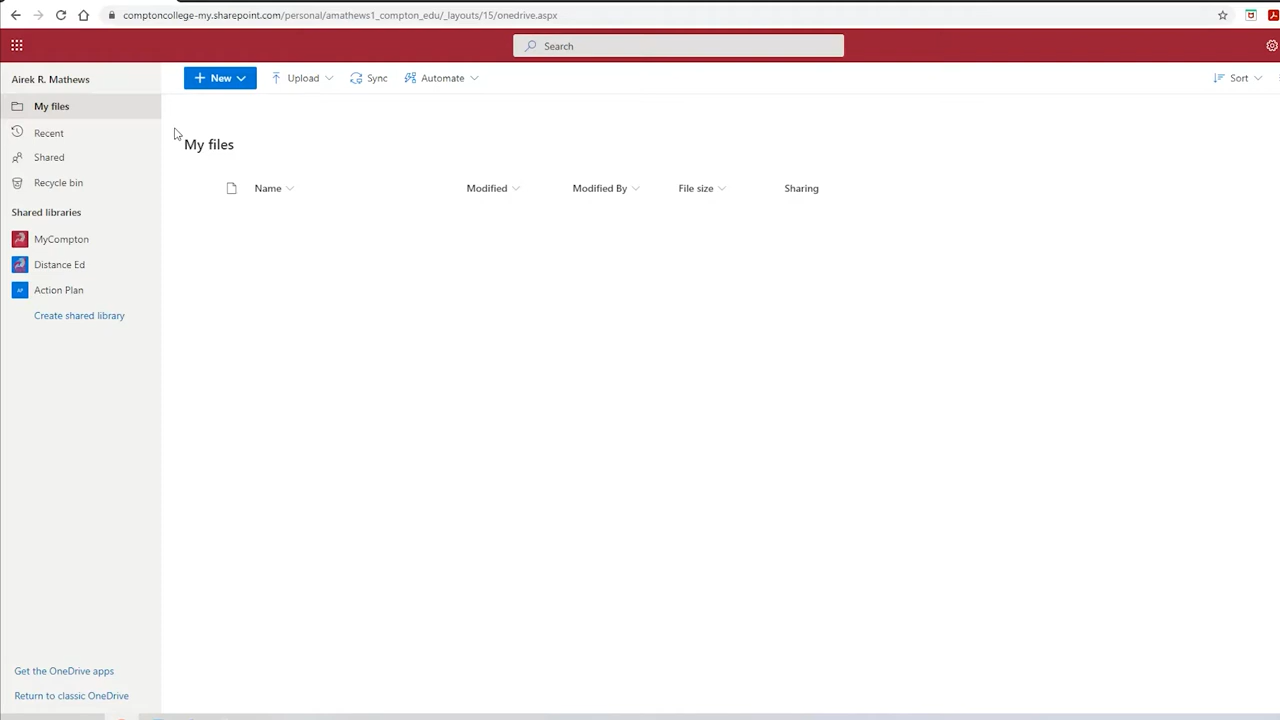 comptoncollege-my.sharepoint.com/personal/amathews1_compton_edu/_layouts/15/onedrive.aspx
Search
Airek R. Mathews
New
Upload
Sync
Automate
Sort
My files
Recent
Shared
Recycle bin
Shared libraries
MyCompton
Distance Ed
AP Action Plan
Create shared library
My files
Name
Modified
Modified By
File size
Sharing
Get the OneDrive apps
Return to classic OneDrive